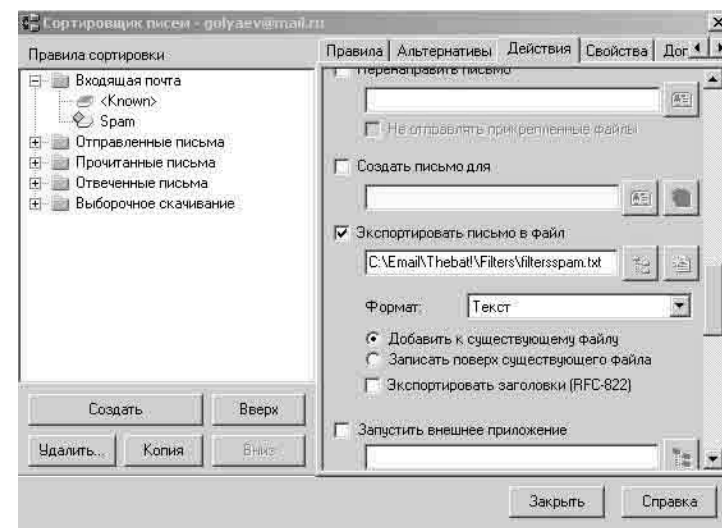 Сортировщик писем - golyaev@mail.ru
Правила сортировки
Входящая почта
<Known>
Spam
Отправленные письма
Прочитанные письма
Отвеченные письма
Выборочное скачивание
Создать
Вверх
Удалить...
Копия
Вниз
Правила Альтернативы Действия Свойства
Перенаправить письмо
Не отправлять прикрепленные файлы
Создать письмо для
Экспортировать письмо в файл
C:\Email\Thebat!\Filters\filtersspam.txt
Формат: Текст
Добавить к существующему файлу
Записать поверх существующего файла
Экспортировать заголовки (RFC-822)
Запустить внешнее приложение
Закрыть
Справка